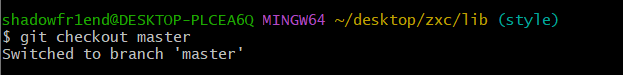 shadowfr1end@DESKTOP-PLCEA6Q MINGW64 ~/desktop/zxc/lib (style)
$ git checkout master
Switched to branch 'master'